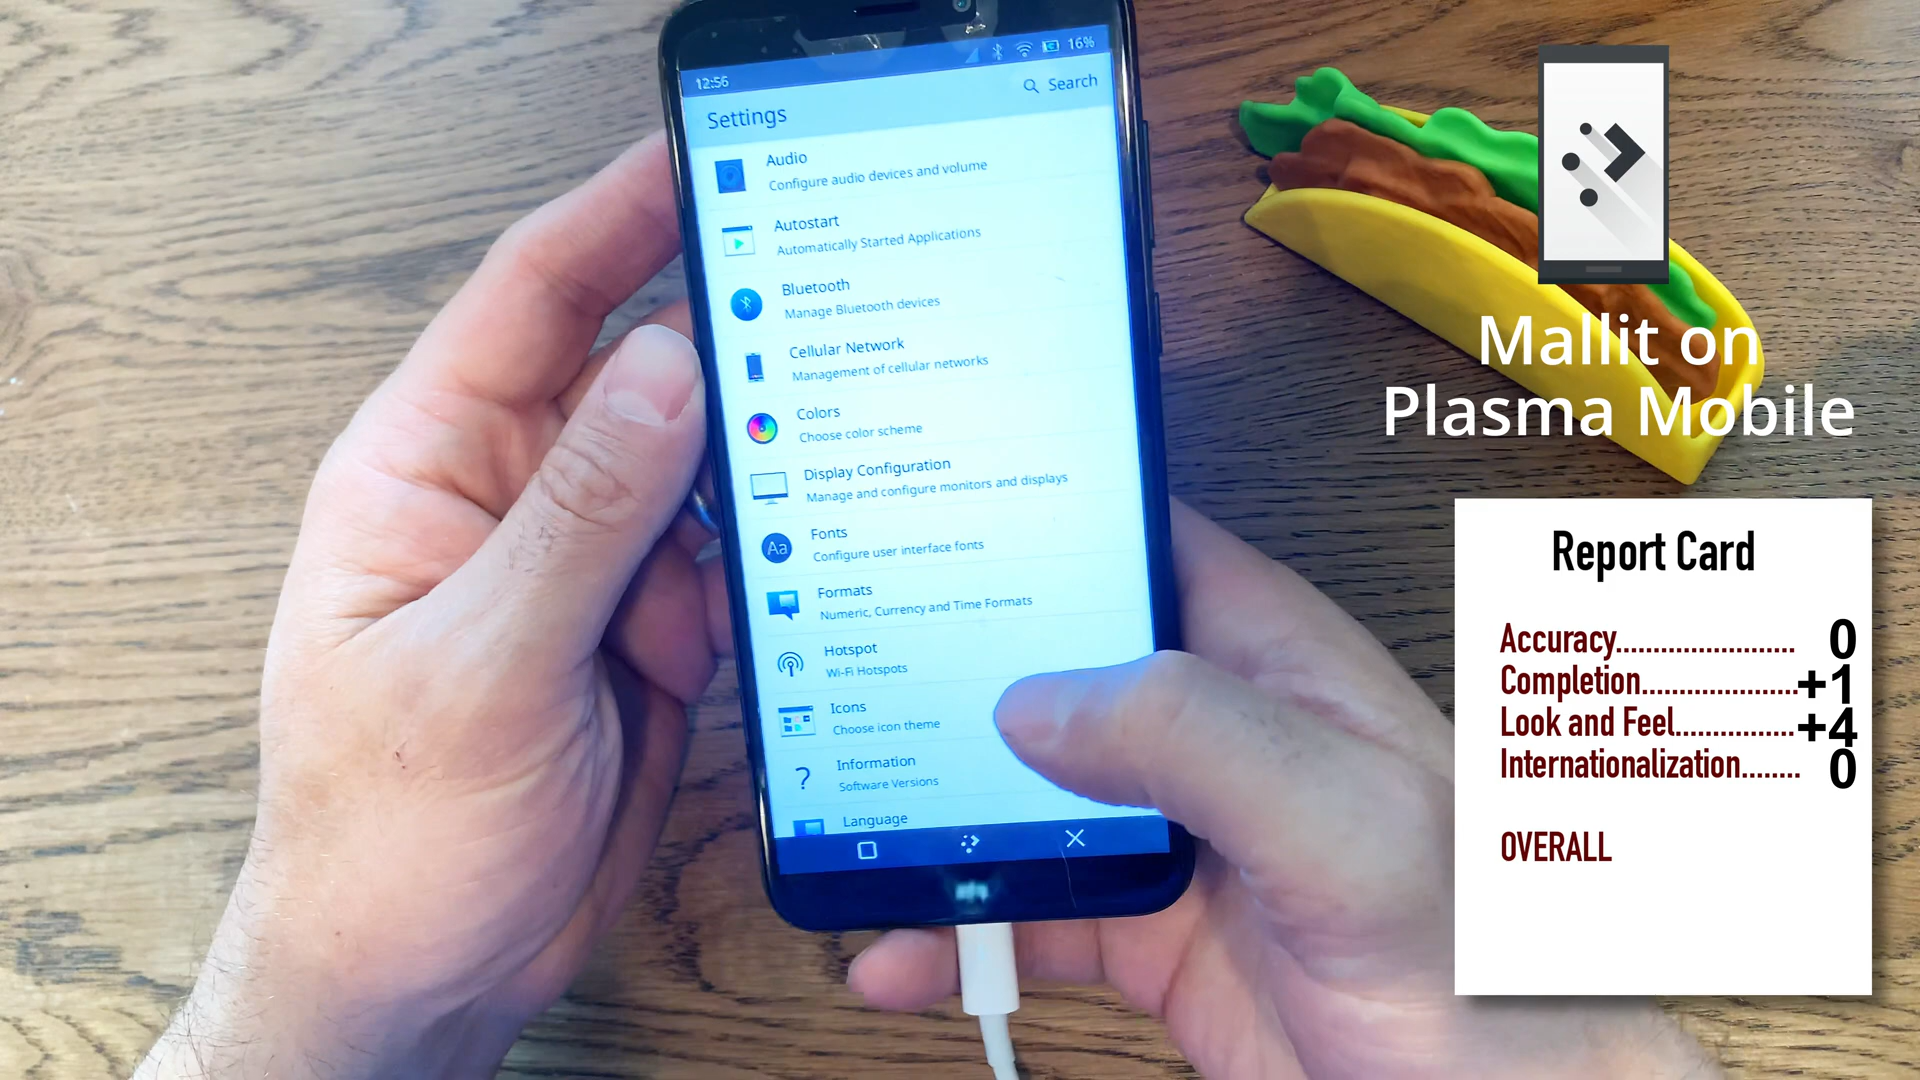 12:56
16%
Settings
Search
Audio
Configure audio devices and volume
Autostart
Automatically Started Applications
Bluetooth
Manage Bluetooth devices
Cellular Network
Management of cellular networks
Colors
Choose color scheme
Display Configuration
Manage and configure monitors and displays
Aa
Fonts
Configure user interface fonts
Formats
Numeric, Currency and Time Formats
Hotspot
Wi-Fi Hotspots
Icons
Choose icon theme
?
Information
Software Versions
Language
Mallit on
Plasma Mobile
Report Card
Accuracy...................... 0
Completion....................+1
Look and Feel...............+4
Internationalization........ 0
OVERALL